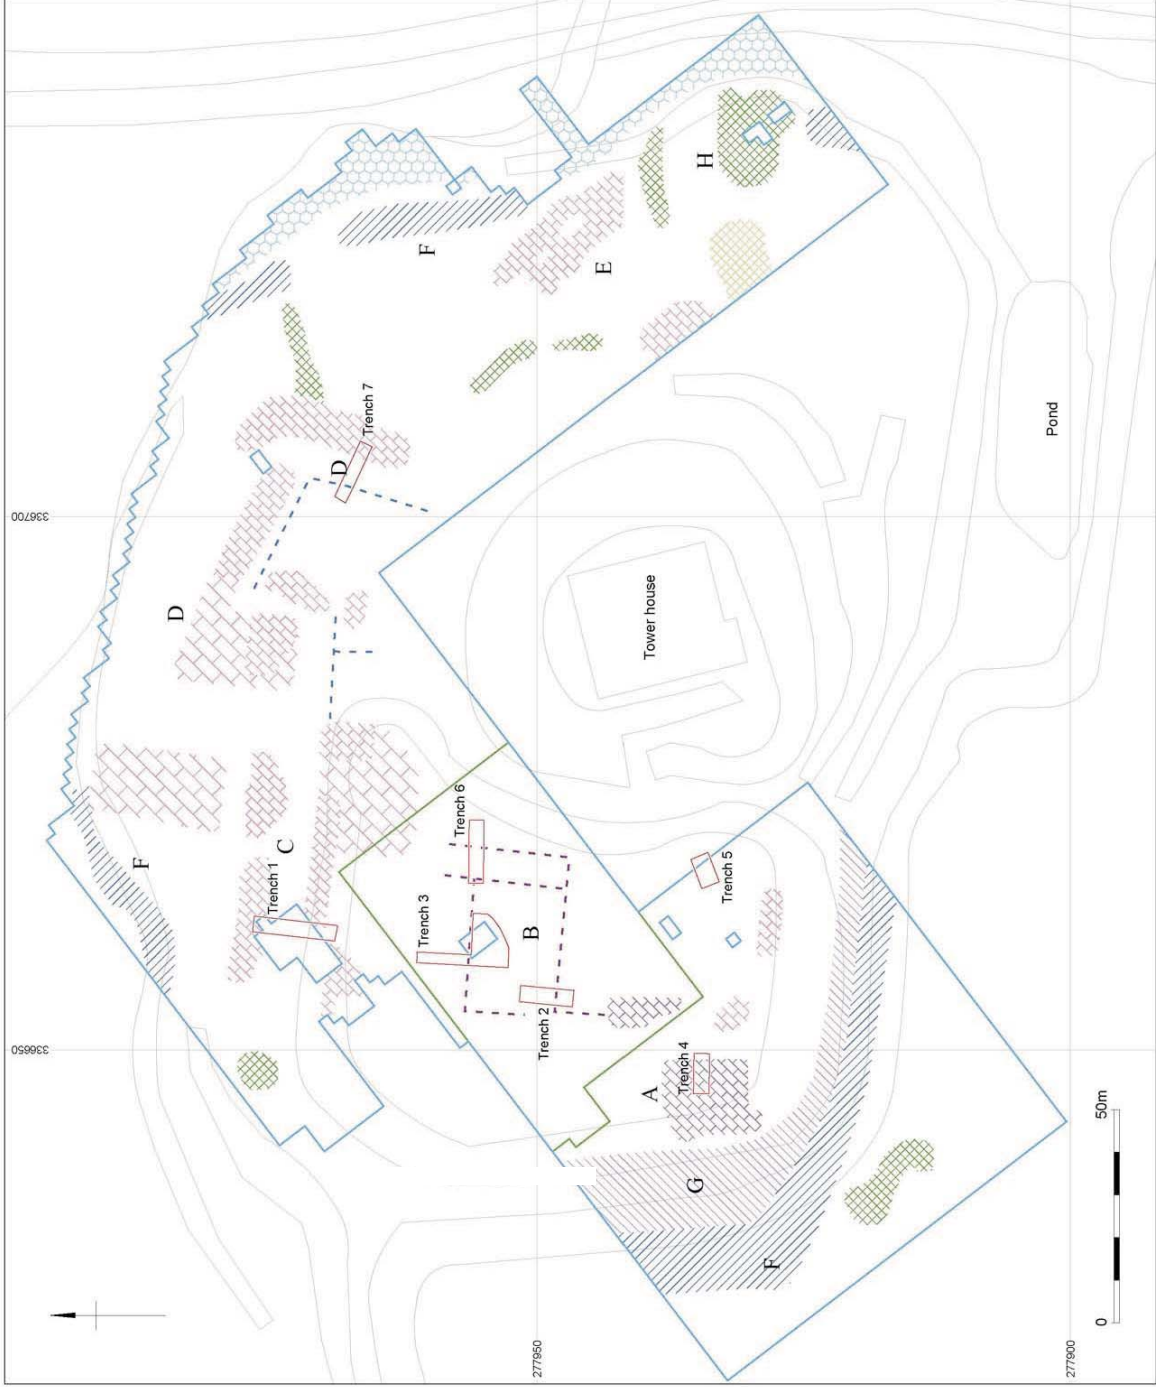 H
F
E
Trench 7
D
336700
D
Tower house
Pond
Trench 6
F
C
Trench 1
Trench 3
B
Trench 5
Trench 2
336650
A
Trench 4
G
F
50m
0
277950
277900